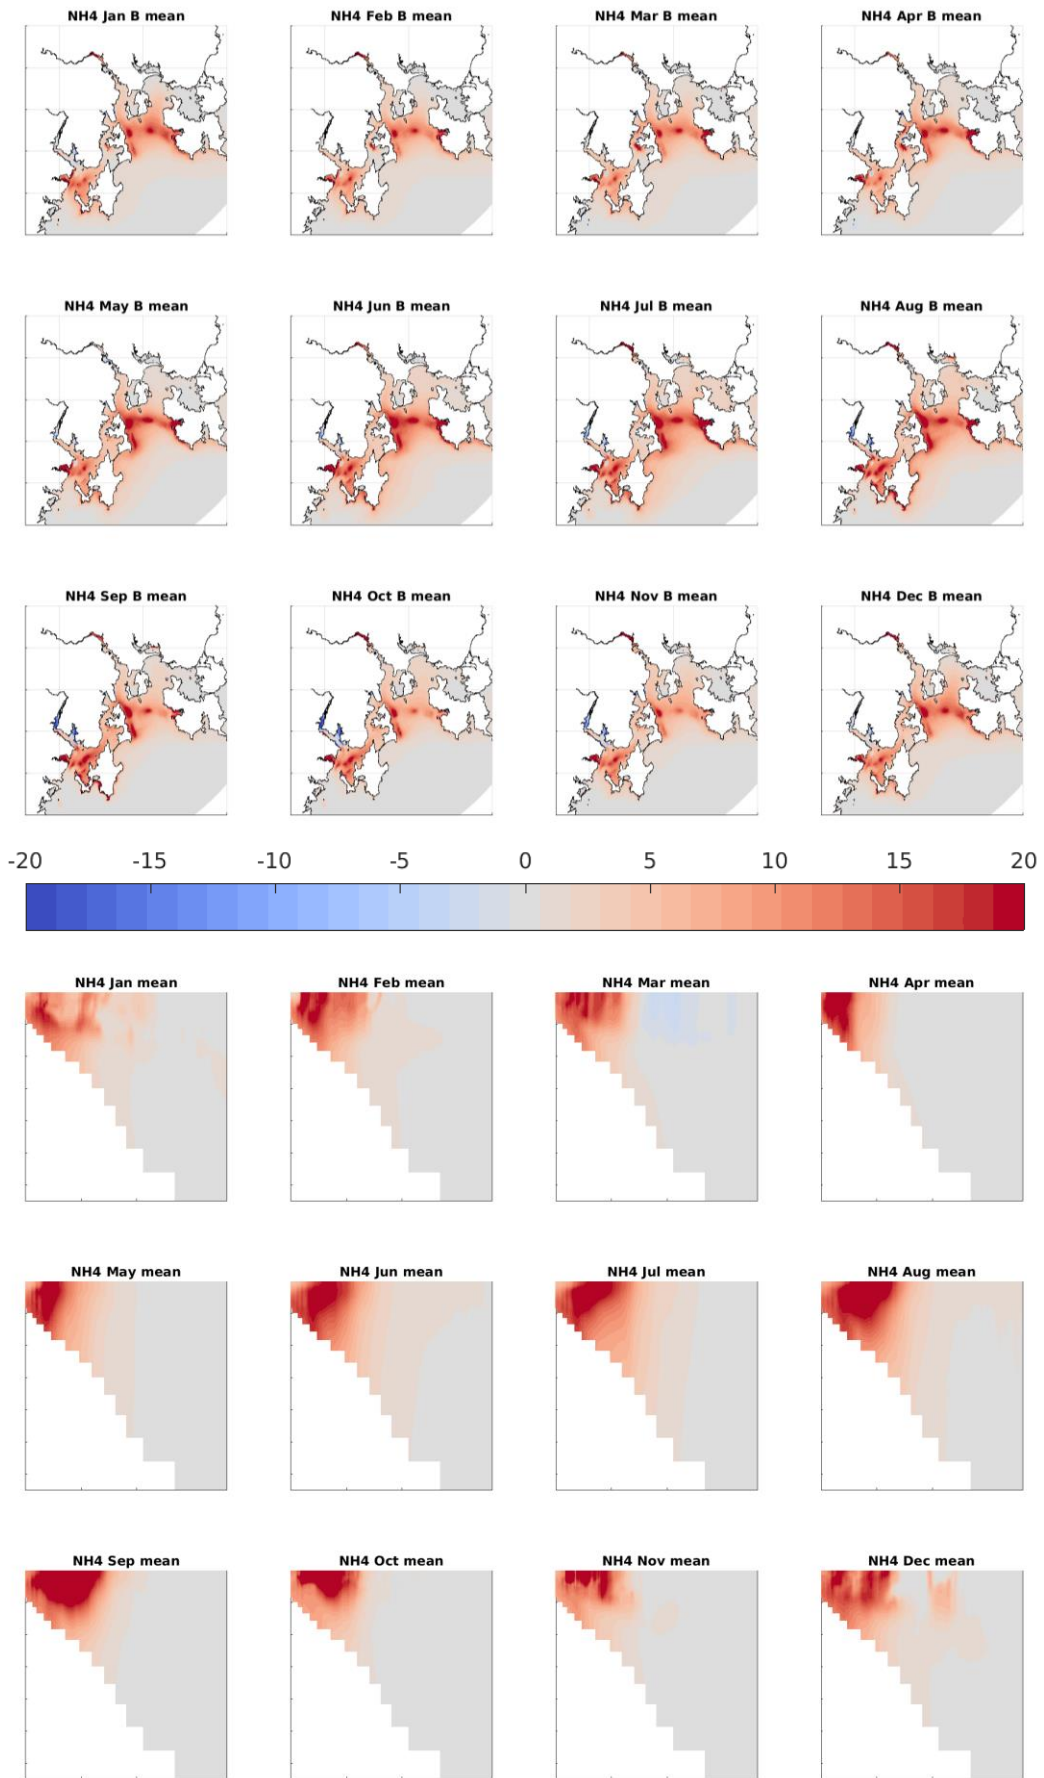 NH4 Jan B mean NH4 Feb B mean NH4 Mar B mean NH4 Apr B mean
NH4 May B mean NH4 Jun B mean NH4 Jul B mean NH4 Aug B mean
NH4 Sep B mean NH4 Oct B mean NH4 Nov B mean NH4 Dec B mean
-20 -15 -10 -5 0 5 10 15 20
NH4 Jan mean NH4 Feb mean NH4 Mar mean NH4 Apr mean
NH4 May mean NH4 Jun mean NH4 Jul mean NH4 Aug mean
NH4 Sep mean NH4 Oct mean NH4 Nov mean NH4 Dec mean